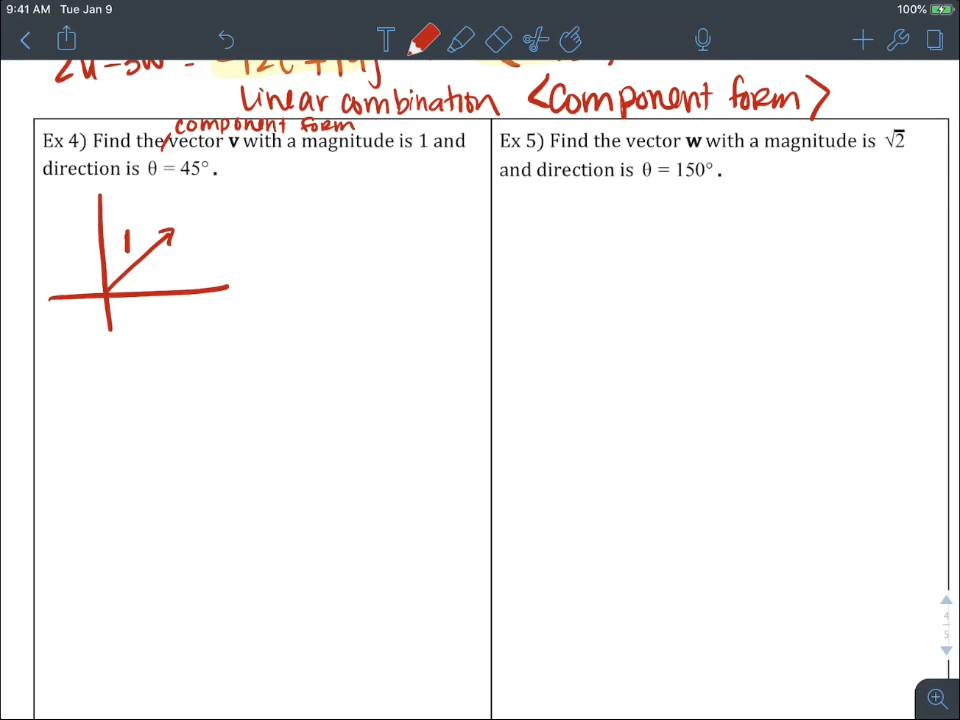 9:41 AM Tue Jan 9
100%
T
Linear combination <component form>
component form
Ex 4) Find the vector v with a magnitude is 1 and
direction is θ = 45°.
1
Ex 5) Find the vector w with a magnitude is √2
and direction is θ = 150°.
4
5